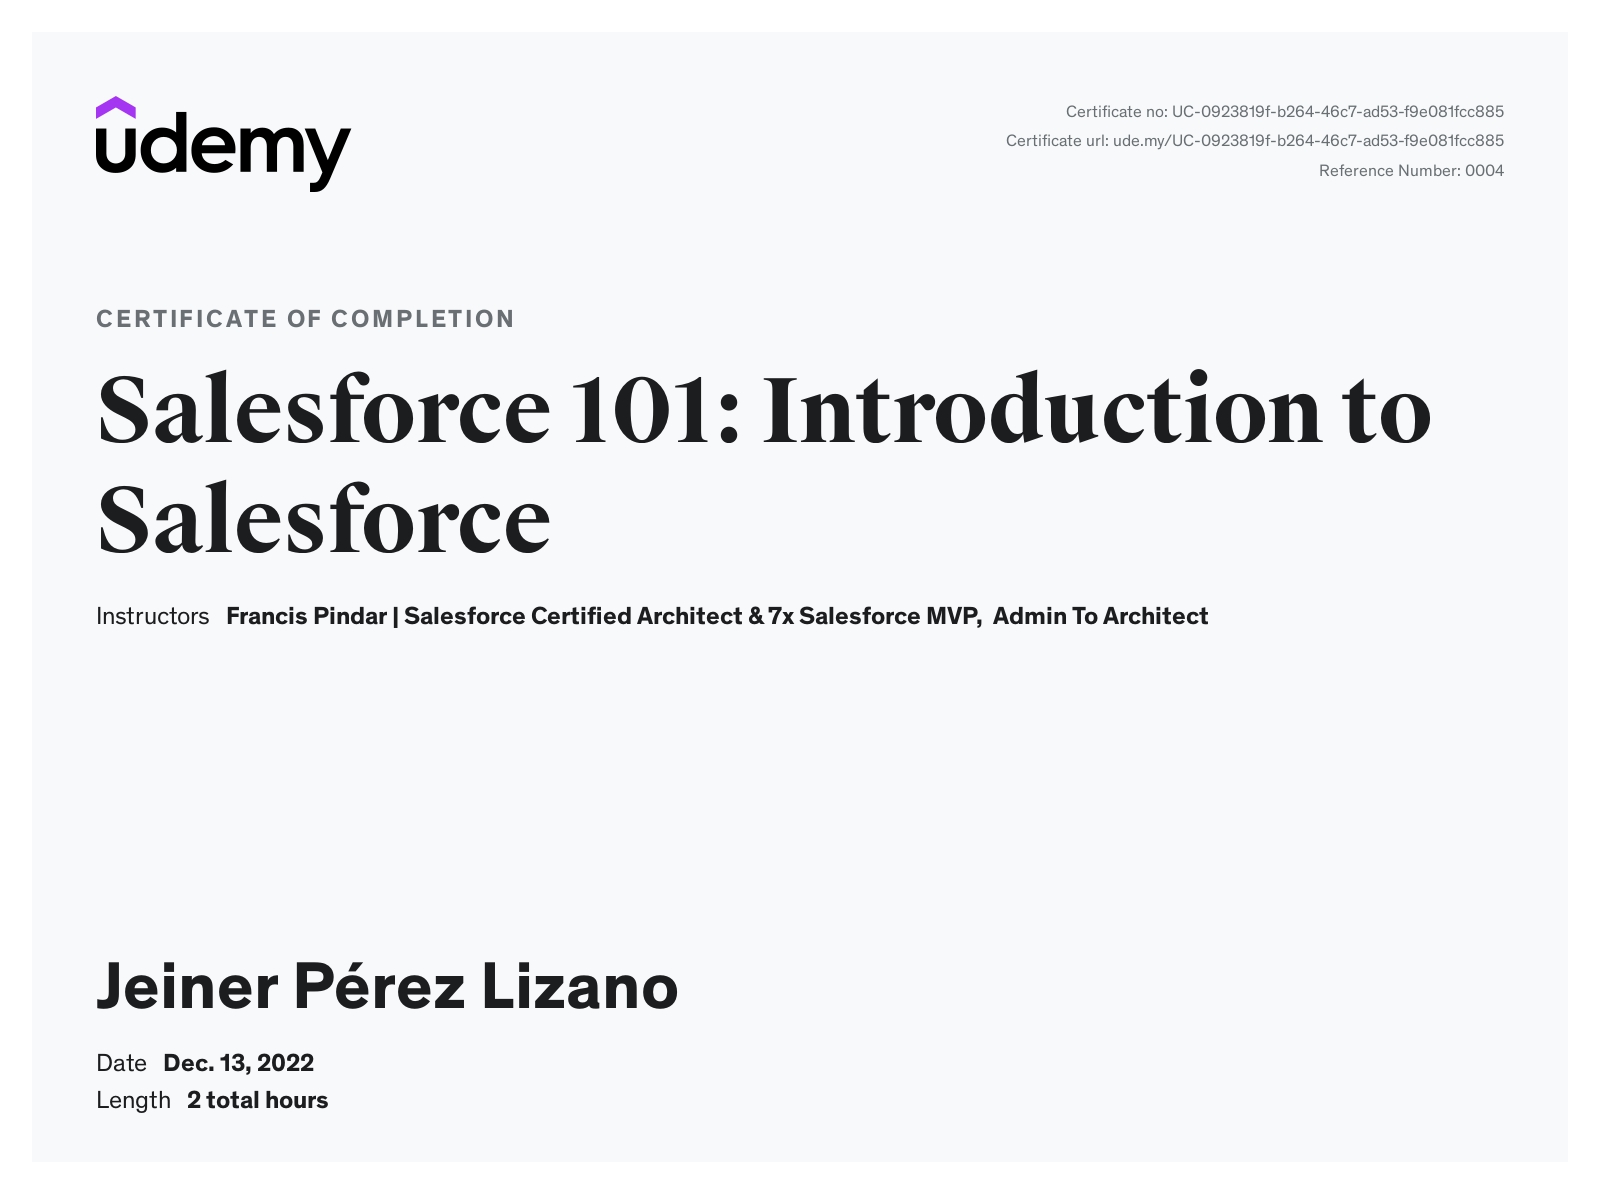 udemy
Certificate no: UC-0923819f-b264-46c7-ad53-f9e081fcc885
Certificate url: ude.my/UC-0923819f-b264-46c7-ad53-f9e081fcc885
Reference Number: 0004
CERTIFICATE OF COMPLETION
Salesforce 101: Introduction to
Salesforce
Instructors Francis Pindar | Salesforce Certified Architect & 7x Salesforce MVP, Admin To Architect
Jeiner Pérez Lizano
Date Dec. 13, 2022
Length 2 total hours